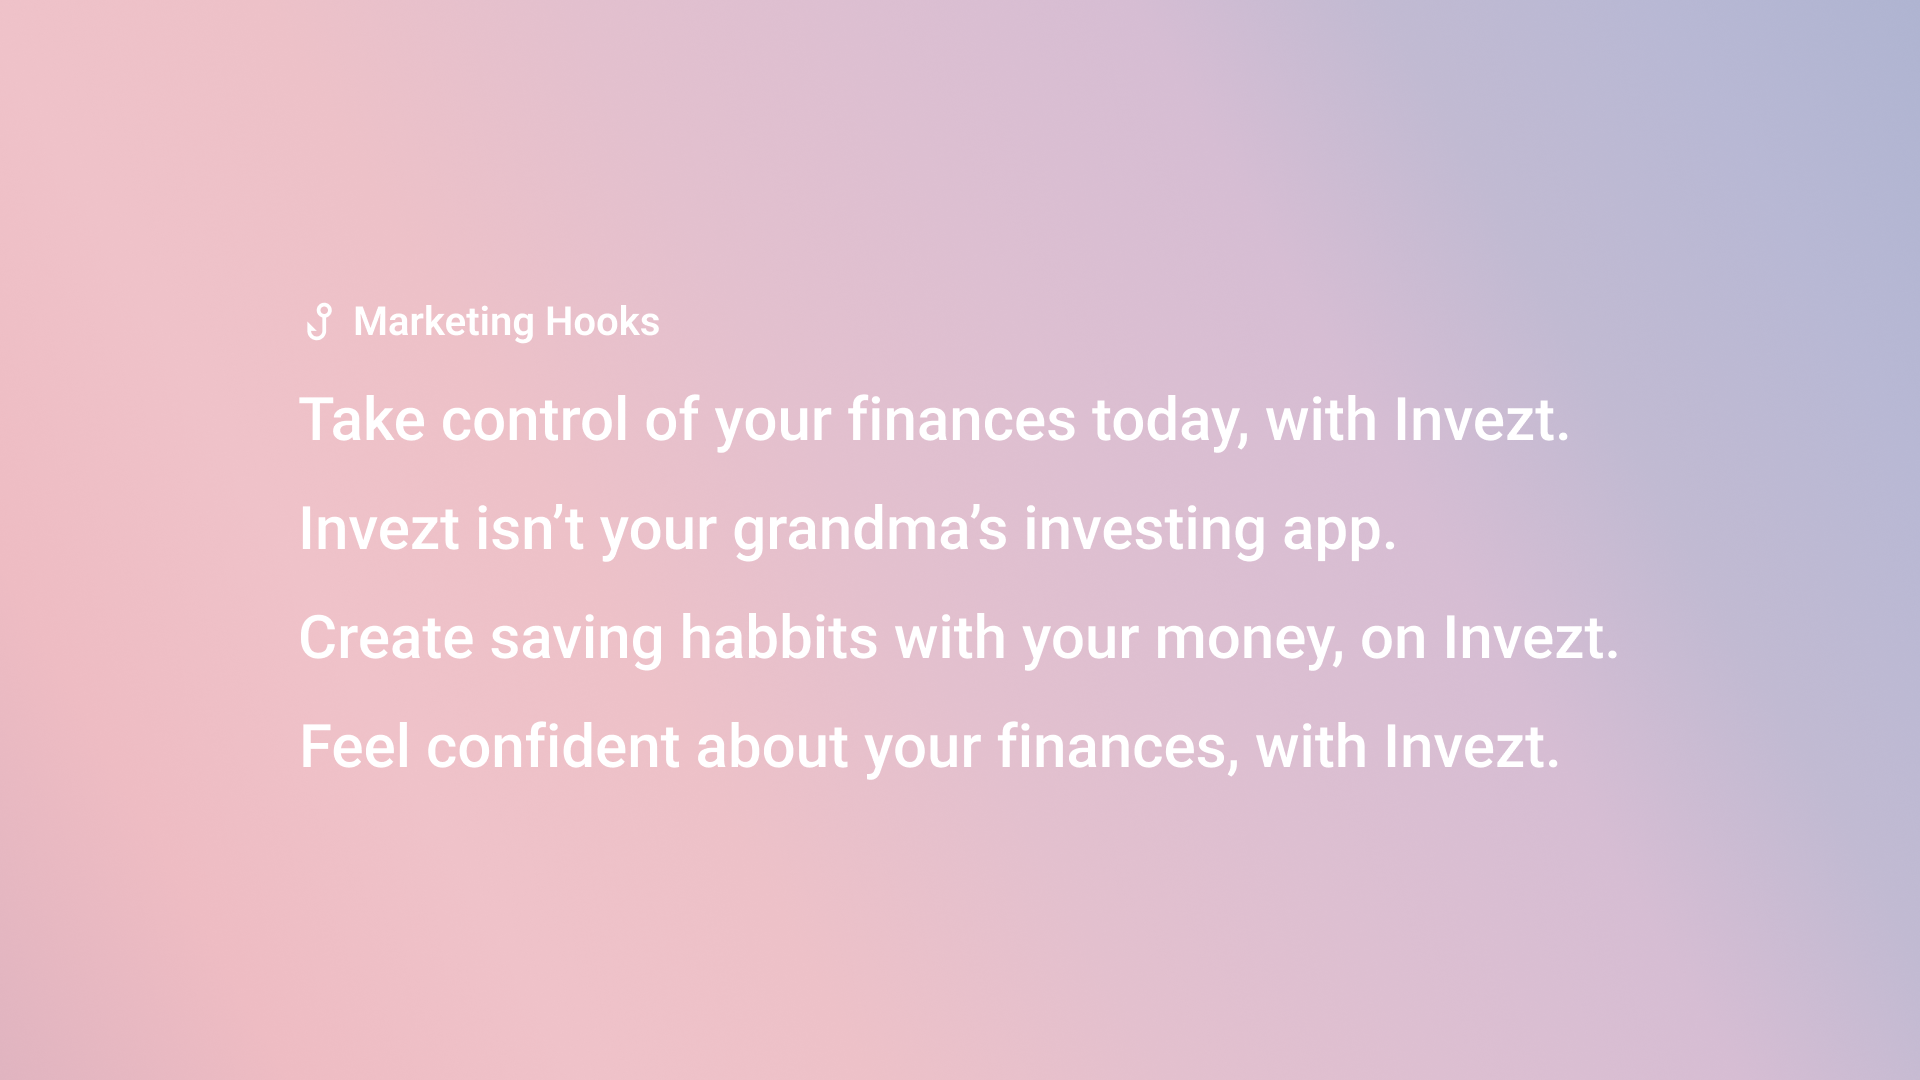 Marketing Hooks
Take control of your finances today, with Invezt.
Invezt isn’t your grandma’s investing app.
Create saving habbits with your money, on Invezt.
Feel confident about your finances, with Invezt.